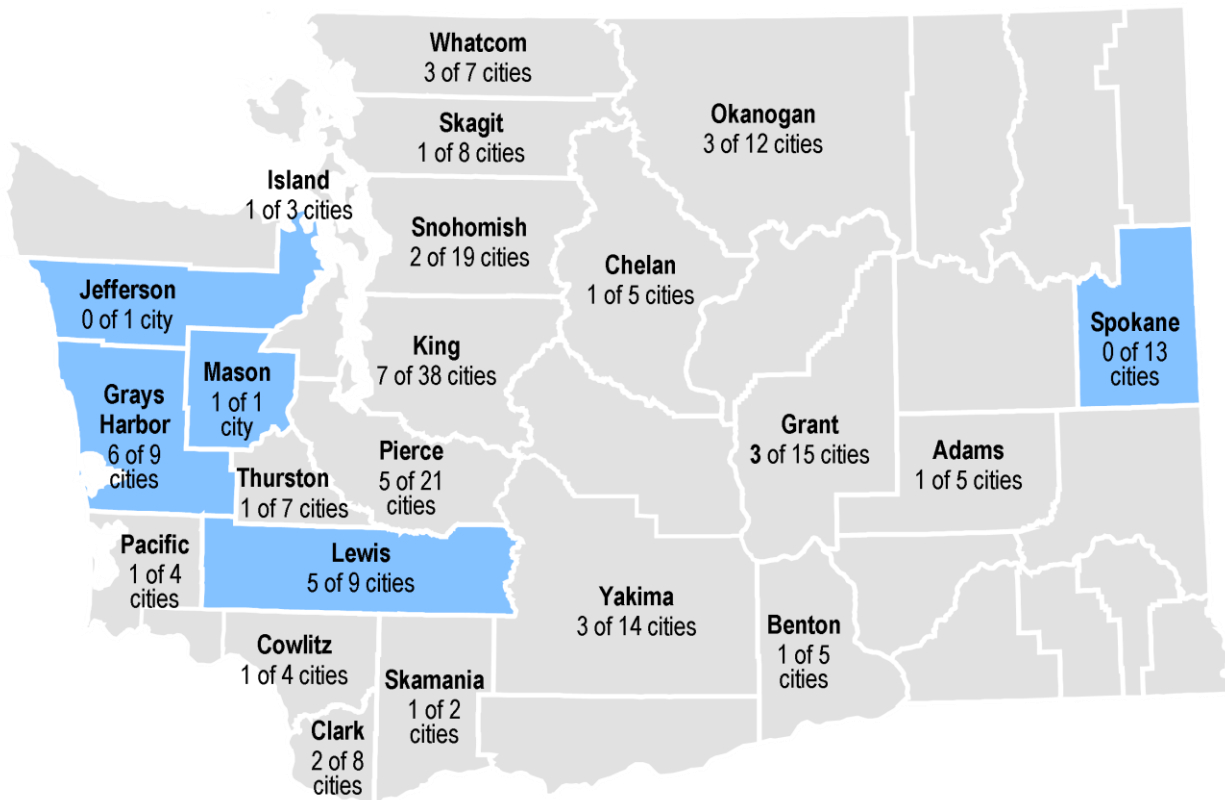 Whatcom
3 of 7 cities
Okanogan
3 of 12 cities
Skagit
1 of 8 cities
Island
1 of 3 cities
Snohomish
2 of 19 cities
Chelan
1 of 5 cities
Jefferson
0 of 1 city
Spokane
0 of 13
cities
King
7 of 38 cities
Mason
1 of 1
city
Grays
Harbor
6 of 9
cities
Grant
3 of 15 cities
Adams
1 of 5 cities
Pierce
5 of 21
cities
Thurston
1 of 7 cities
Pacific
1 of 4
cities
Lewis
5 of 9 cities
Yakima
3 of 14 cities
Benton
1 of 5
cities
Cowlitz
1 of 4 cities
Skamania
1 of 2
cities
Clark
2 of 8
cities